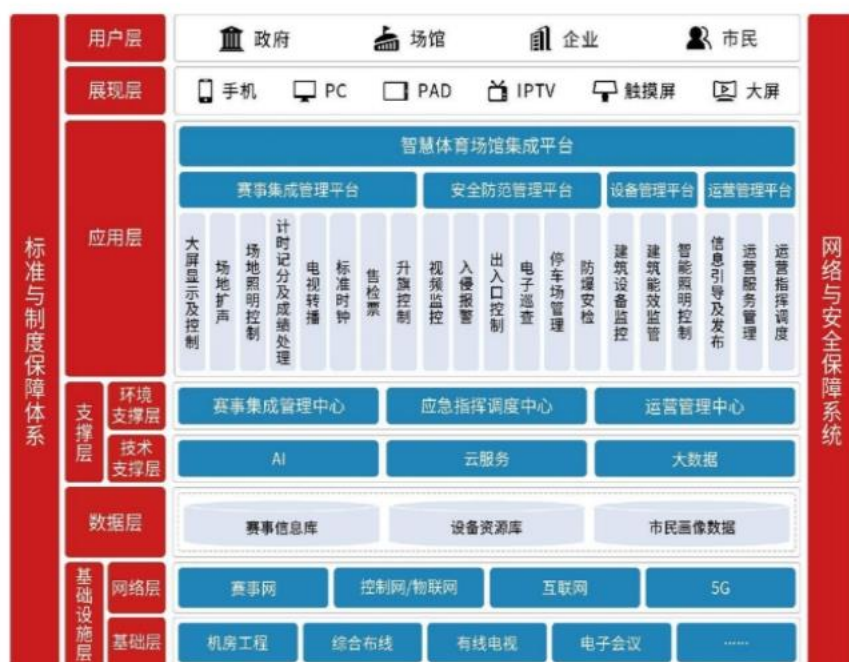 标准与制度保障体系
用户层
政府
场馆
企业
市民
展现层
手机
PC
PAD
IPTV
触摸屏
大屏
应用层
智慧体育场馆集成平台
赛事集成管理平台
安全防范管理平台
设备管理平台
运营管理平台
大屏显示及控制
场地扩声
场地照明控制
计时记分及成绩处理
电视转播
标准时钟
售检票
升旗控制
视频监控
入侵报警
出入口控制
电子巡查
停车场管理
防爆安检
建筑设备监控
建筑能效监管
智能照明控制
信息引导及发布
运营服务管理
运营指挥调度
支撑层
环境
支撑层
赛事集成管理中心
应急指挥调度中心
运营管理中心
技术
支撑层
AI
云服务
大数据
数据层
赛事信息库
设备资源库
市民画像数据
基础设施层
网络层
赛事网
控制网/物联网
互联网
5G
基础层
机房工程
综合布线
有线电视
电子会议
······
网络与安全保障系统